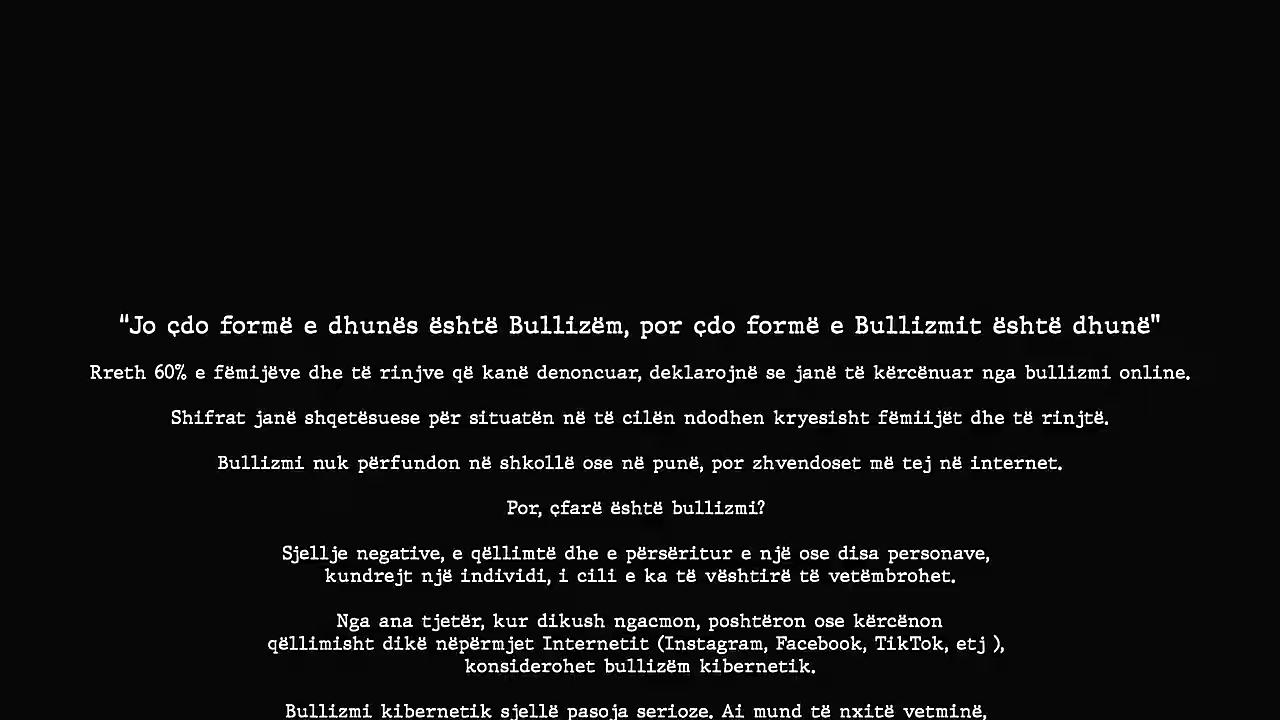 “Jo çdo formë e dhunës është Bullizëm, por çdo formë e Bullizmit është dhunë"
Rreth 60% e fëmijëve dhe të rinjve që kanë denoncuar, deklarojnë se janë të kërcënuar nga bullizmi online.
Shifrat janë shqetësuese për situatën në të cilën ndodhen kryesisht fëmiijët dhe të rinjtë.
Bullizmi nuk përfundon në shkollë ose në punë, por zhvendoset më tej në internet.
Por, çfarë është bullizmi?
Sjellje negative, e qëllimtë dhe e përsëritur e një ose disa personave,
kundrejt një individi, i cili e ka të vështirë të vetëmbrohet.
Nga ana tjetër, kur dikush ngacmon, poshtëron ose kërcënon
qëllimisht dikë nëpërmjet Internetit (Instagram, Facebook, TikTok, etj ),
konsiderohet bullizëm kibernetik.
Bullizmi kibernetik sjellë pasoja serioze. Ai mund të nxitë vetminë,